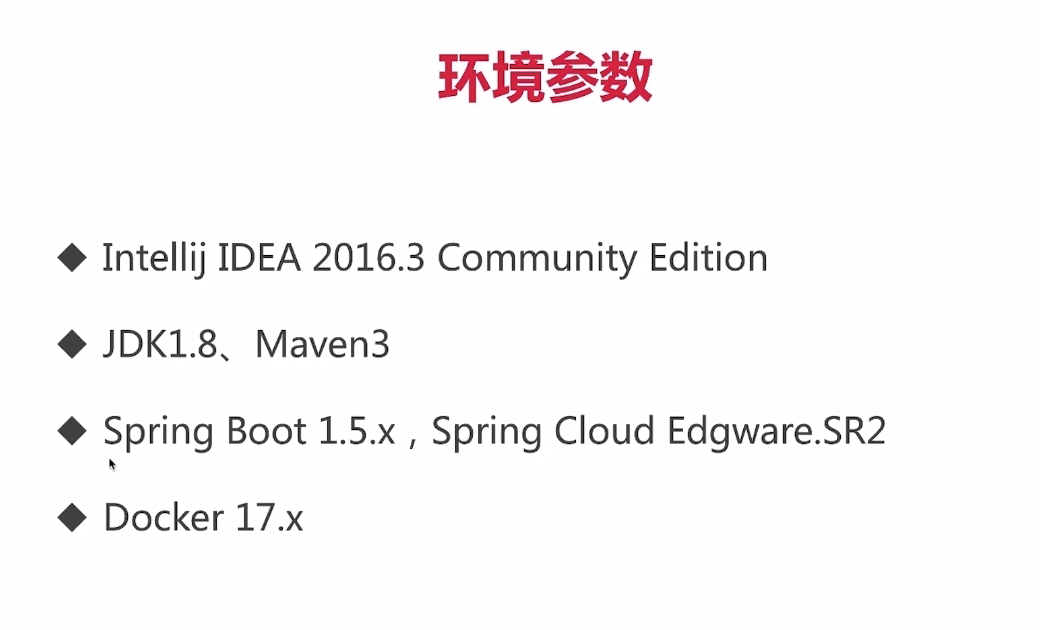 环境参数
◆ Intellij IDEA 2016.3 Community Edition
◆ JDK1.8、Maven3
◆ Spring Boot 1.5.x，Spring Cloud Edgware.SR2
◆ Docker 17.x